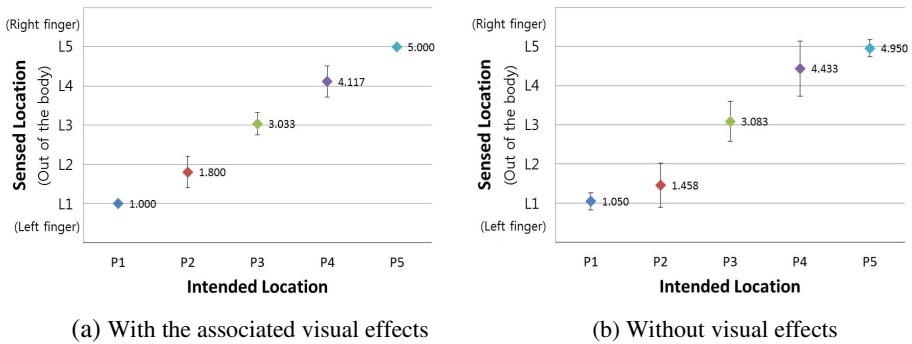 (Right finger)
L5
L4
L3
L2
L1
(Left finger)
Sensed Location
(Out of the body)
5.000
4.117
3.033
1.800
1.000
P1 P2 P3 P4 P5
Intended Location
(a) With the associated visual effects
(Right finger)
L5
L4
L3
L2
L1
(Left finger)
Sensed Location
(Out of the body)
4.950
4.433
3.083
1.458
1.050
P1 P2 P3 P4 P5
Intended Location
(b) Without visual effects